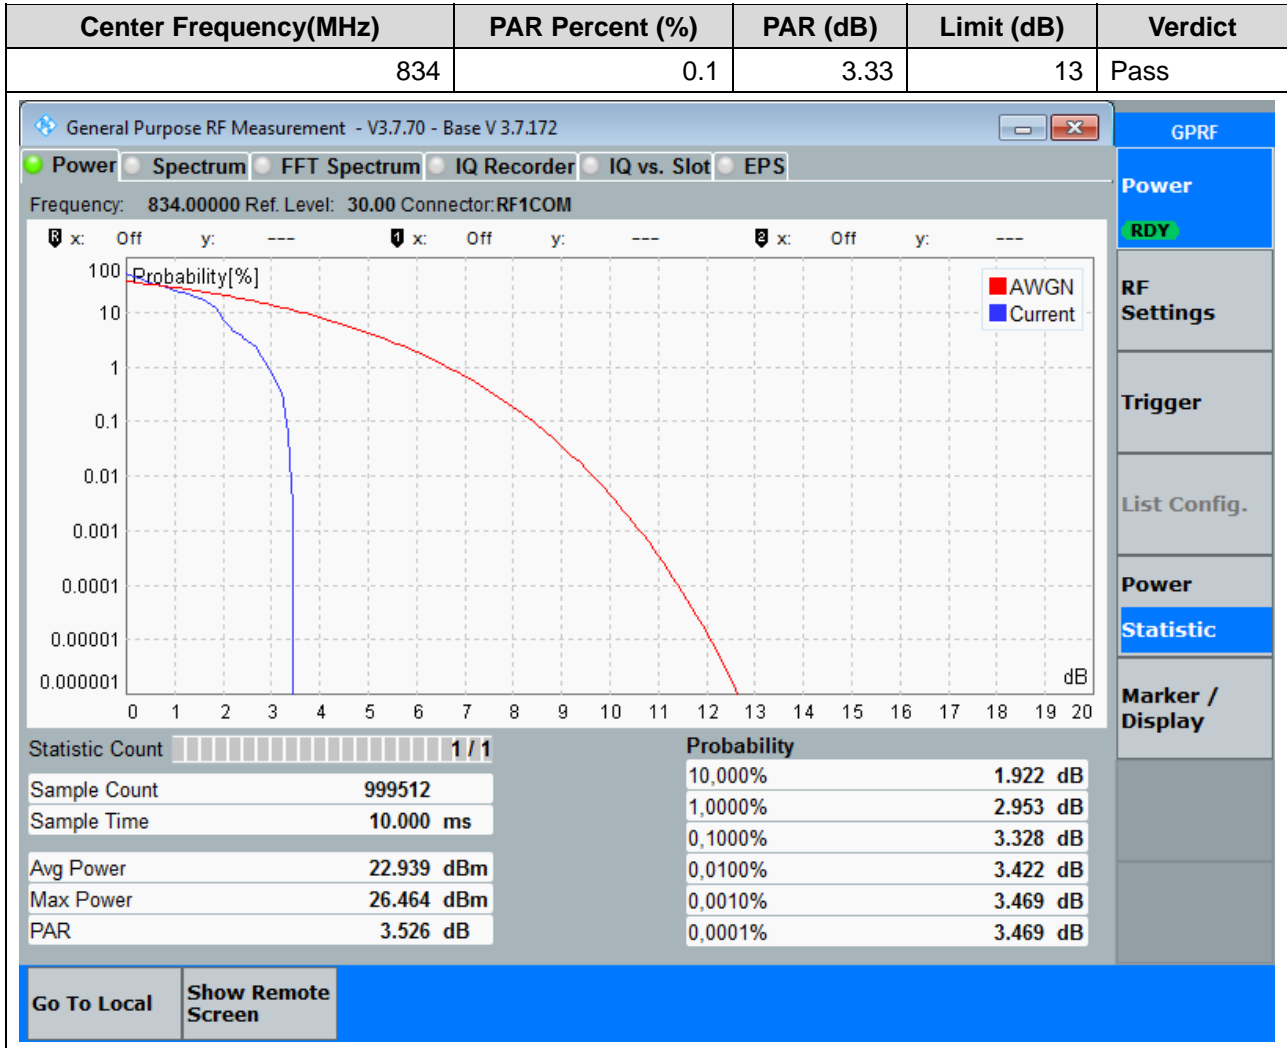 Center Frequency(MHz) PAR Percent (%) PAR (dB) Limit (dB) Verdict
834 0.1 3.33 13 Pass
General Purpose RF Measurement - V3.7.70 - Base V 3.7.172
GPRF
Power Spectrum FFT Spectrum IQ Recorder IQ vs. Slot EPS
Power
RDY
Frequency: 834.00000 Ref. Level: 30.00 Connector:RF1COM
R x: Off y: --- 1 x: Off y: --- 2 x: Off y: ---
Probability[%]
AWGN
Current
100
10
1
0.1
0.01
0.001
0.0001
0.00001
0.000001
dB
0 1 2 3 4 5 6 7 8 9 10 11 12 13 14 15 16 17 18 19 20
RF
Settings
Trigger
List Config.
Power
Statistic
Marker /
Display
Statistic Count 1 / 1
Sample Count 999512
Sample Time 10.000 ms
Avg Power 22.939 dBm
Max Power 26.464 dBm
PAR 3.526 dB
Probability
10,000% 1.922 dB
1,0000% 2.953 dB
0,1000% 3.328 dB
0,0100% 3.422 dB
0,0010% 3.469 dB
0,0001% 3.469 dB
Go To Local
Show Remote
Screen